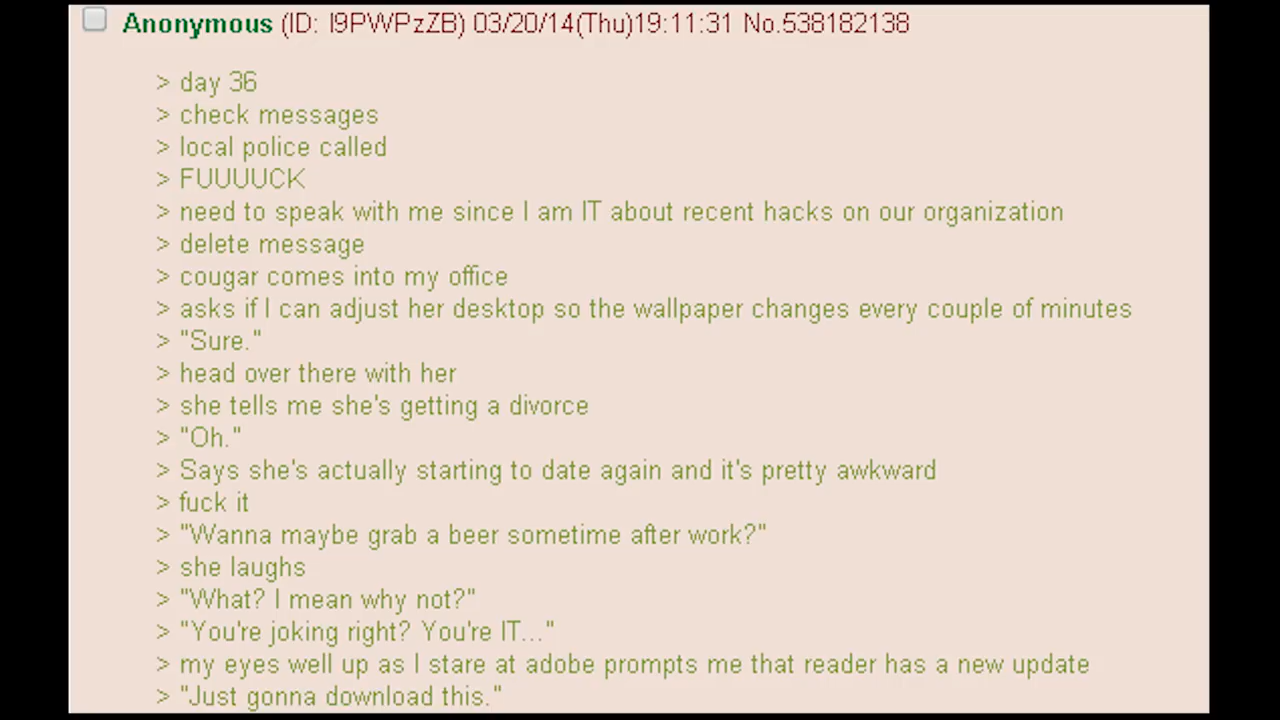 Anonymous (ID: I9PWPzZB) 03/20/14(Thu)19:11:31 No.538182138
> day 36
> check messages
> local police called
> FUUUUCK
> need to speak with me since I am IT about recent hacks on our organization
> delete message
> cougar comes into my office
> asks if I can adjust her desktop so the wallpaper changes every couple of minutes
> "Sure."
> head over there with her
> she tells me she's getting a divorce
> "Oh."
> Says she's actually starting to date again and it's pretty awkward
> fuck it
> "Wanna maybe grab a beer sometime after work?"
> she laughs
> "What? I mean why not?"
> "You're joking right? You're IT..."
> my eyes well up as I stare at adobe prompts me that reader has a new update
> "Just gonna download this."